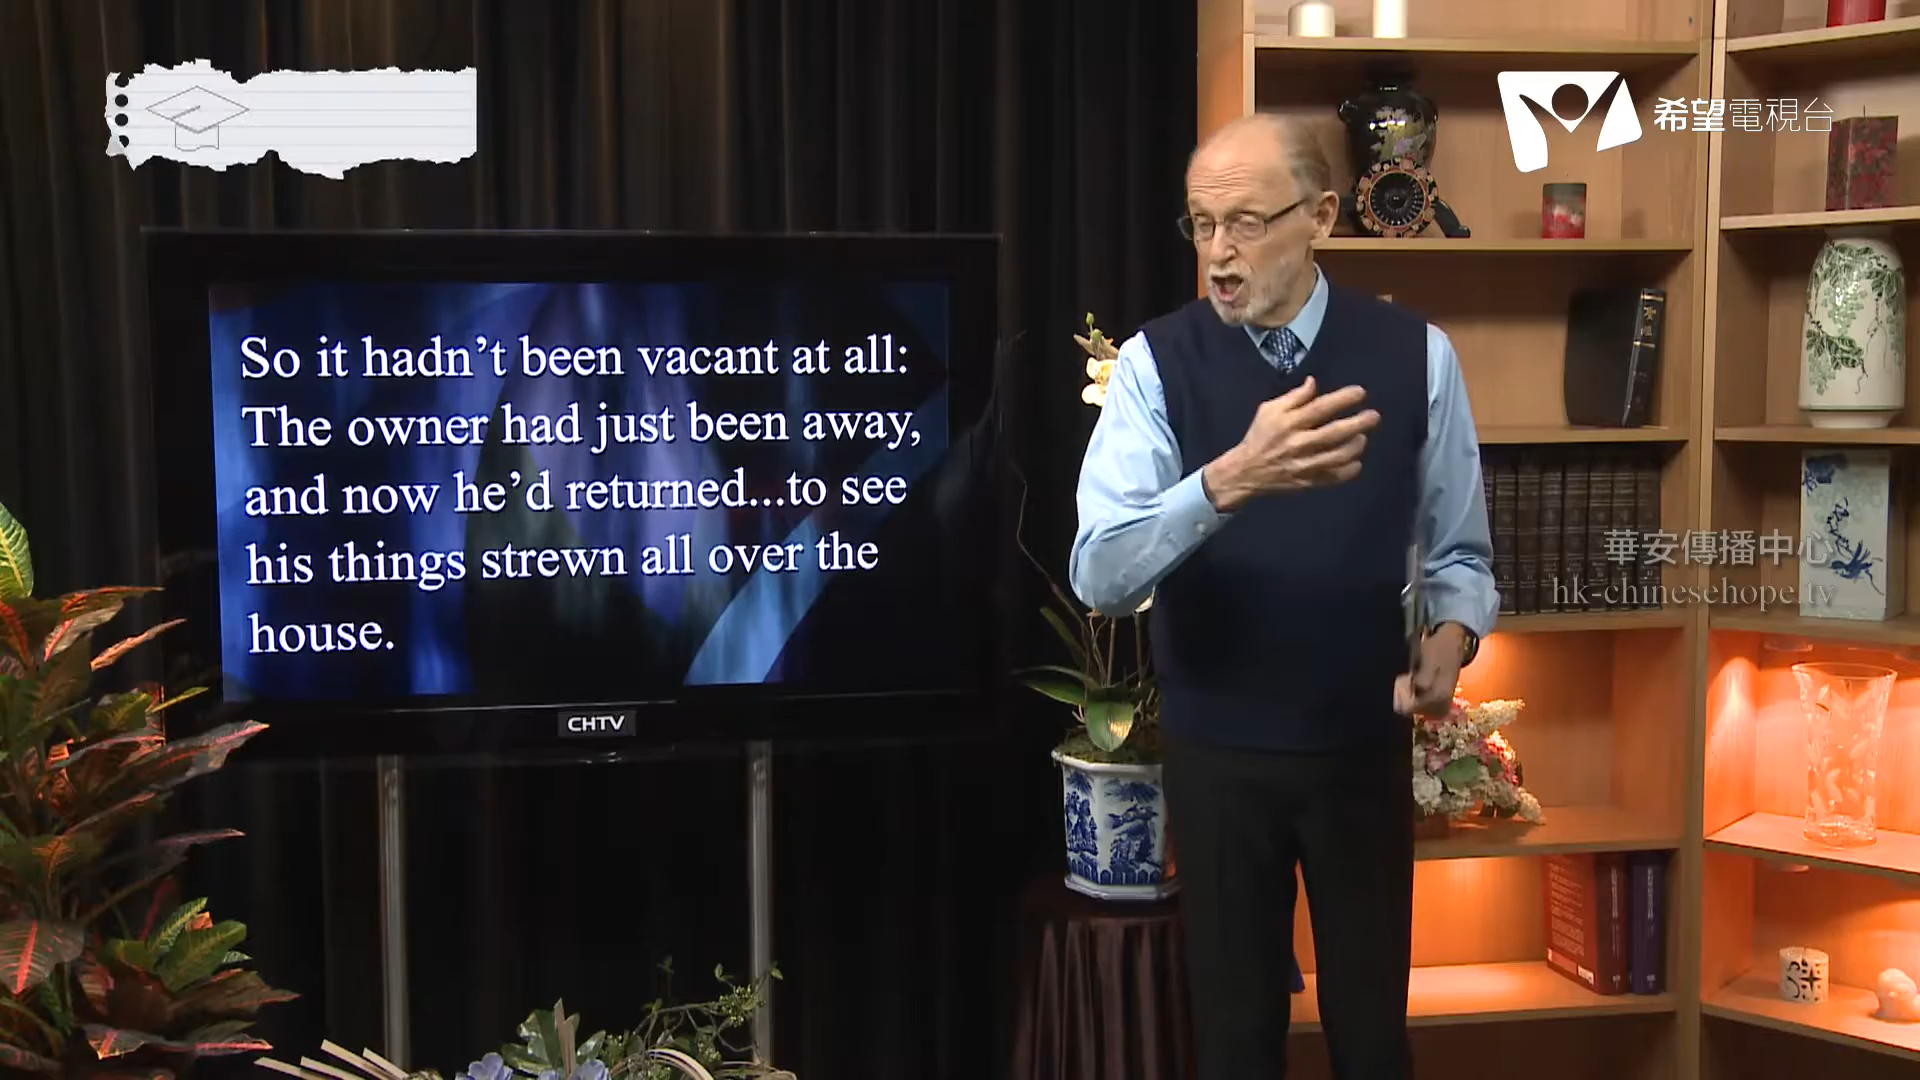 希望電視台
So it hadn't been vacant at all:
The owner had just been away,
and now he'd returned...to see
his things strewn all over the
house.
CHTV
華安傳播中心
hk-chinesehope.tv